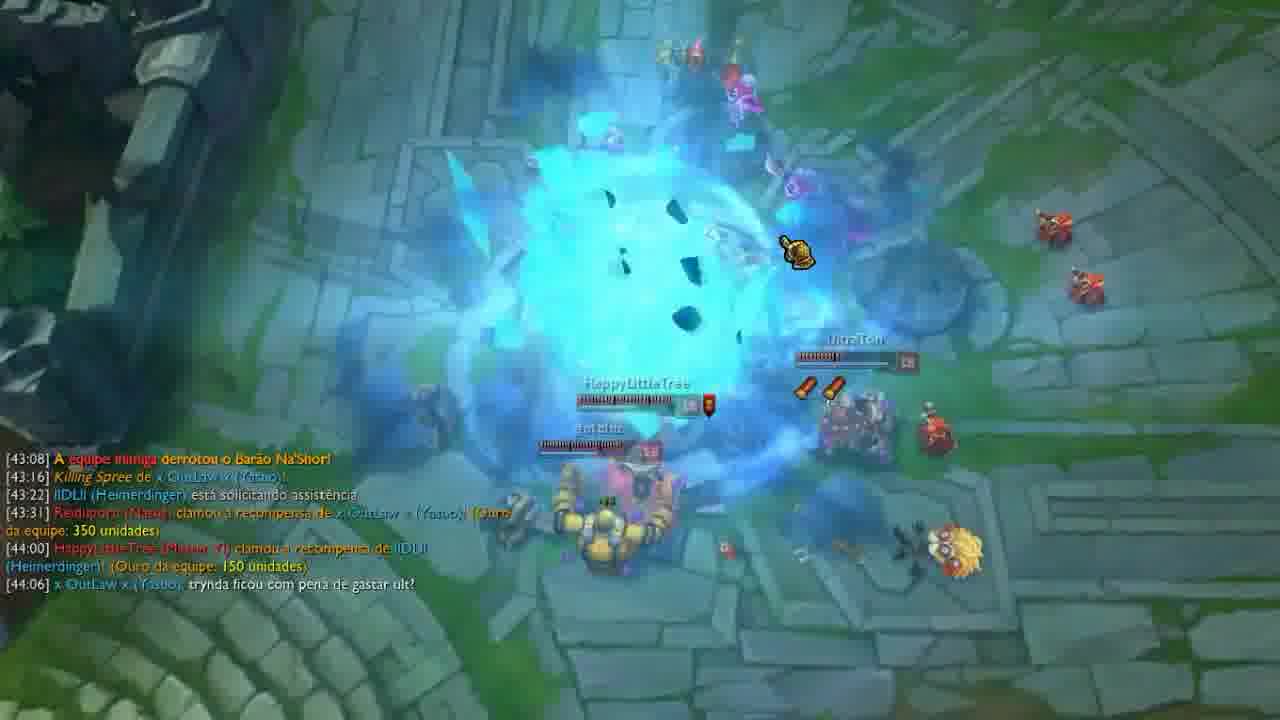 HappyLittleTree
18
18
[43:08] A equipe inimiga derrotou o Barão Na'Shor!
[43:16] Killing Spree de x OutLaw x (Yasuo)!
[43:22] IIDLII (Heimerdinger) está solicitando assistência
[43:31] (Nasus) clamou a recompensa de x OutLaw x (Yasuo)! (Ouro
da equipe: 350 unidades)
[44:00] HappyLittleTree (Master Yi) clamou a recompensa de IIDLII
(Heimerdinger)! (Ouro da equipe: 150 unidades)
[44:06] x OutLaw x (Yasuo): trynda ficou com pena de gastar ult?